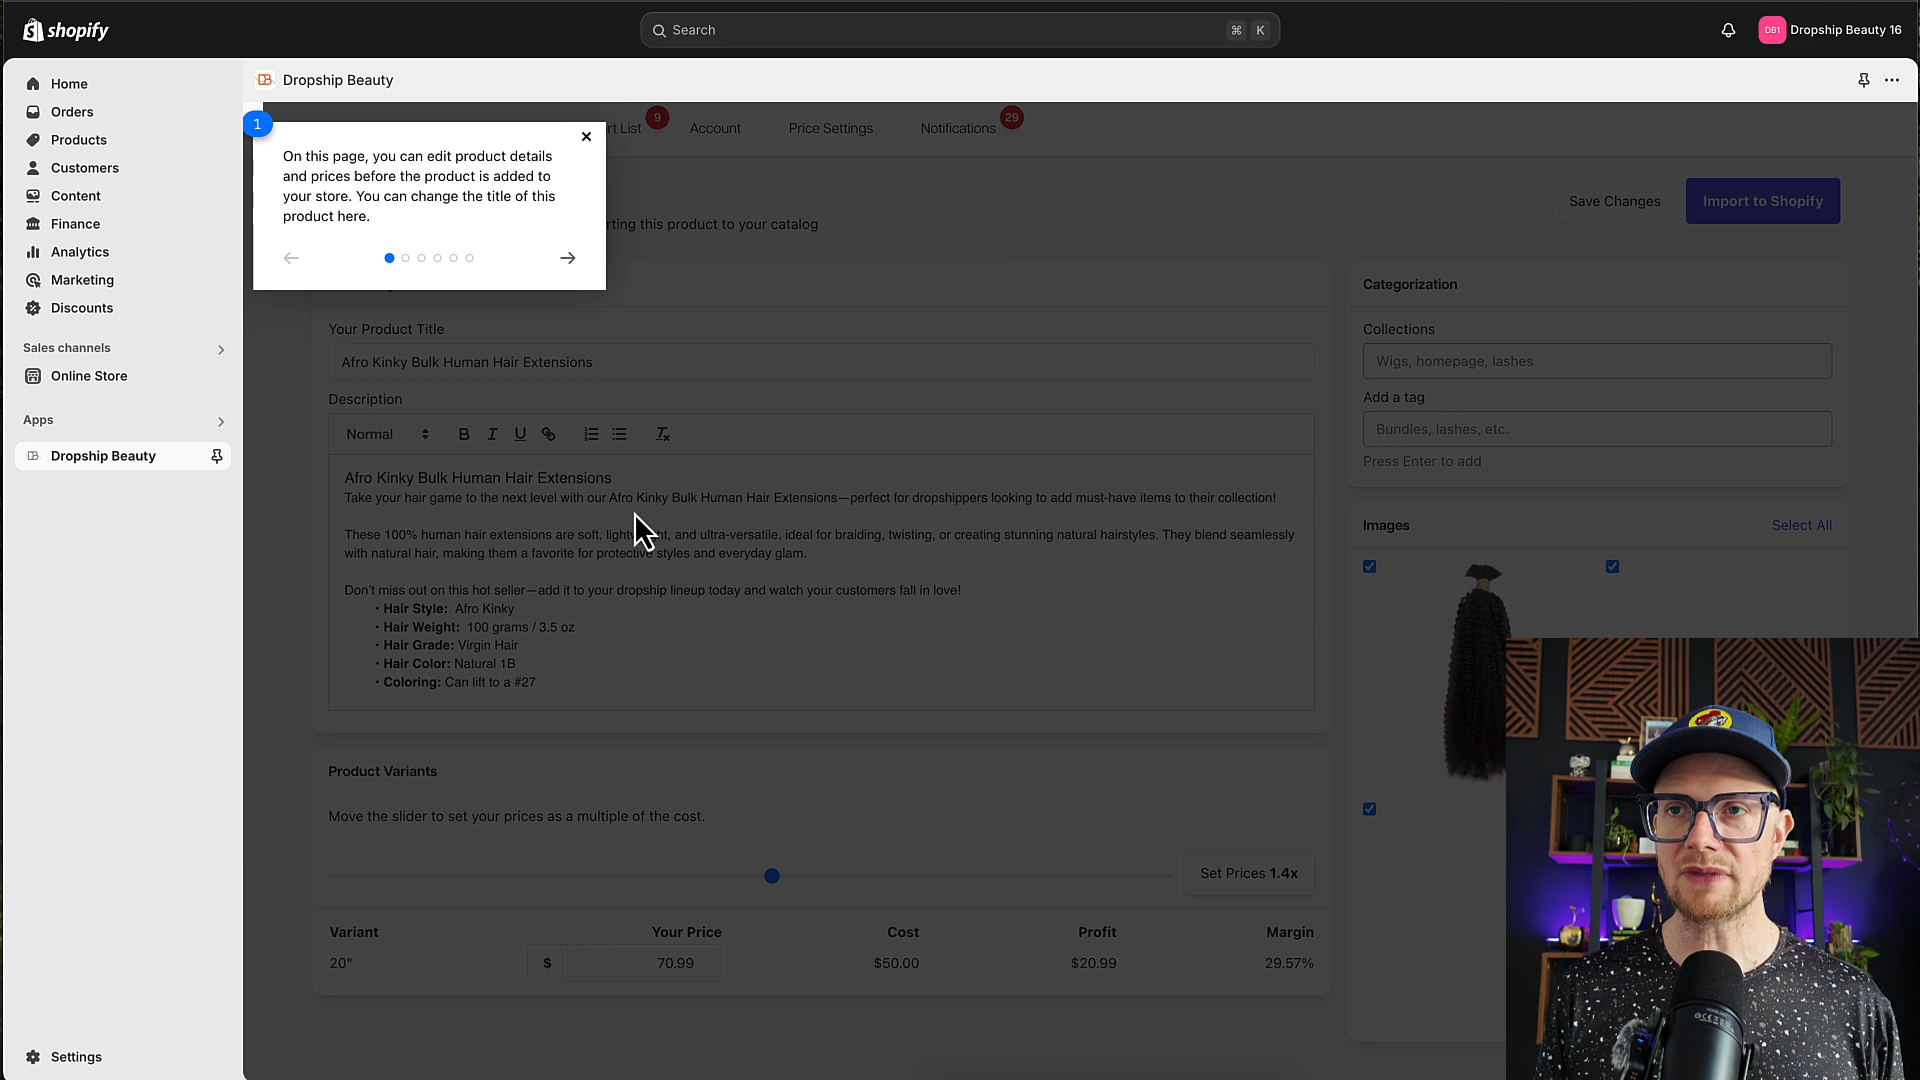 shopify
Search
⌘ K
DB1
Dropship Beauty 16
Home
Orders
Products
Customers
Content
Finance
Analytics
Marketing
Discounts
Sales channels
Online Store
Apps
Dropship Beauty
Settings
DB
Dropship Beauty
rt List
9
Account
Price Settings
Notifications
29
1
On this page, you can edit product details
and prices before the product is added to
your store. You can change the title of this
product here.
rting this product to your catalog
Save Changes
Import to Shopify
Your Product Title
Afro Kinky Bulk Human Hair Extensions
Description
Normal
B I U
Afro Kinky Bulk Human Hair Extensions
Take your hair game to the next level with our Afro Kinky Bulk Human Hair Extensions—perfect for dropshippers looking to add must-have items to their collection!
These 100% human hair extensions are soft, light nt, and ultra-versatile, ideal for braiding, twisting, or creating stunning natural hairstyles. They blend seamlessly
with natural hair, making them a favorite for protective styles and everyday glam.
Don't miss out on this hot seller—add it to your dropship lineup today and watch your customers fall in love!
• Hair Style: Afro Kinky
• Hair Weight: 100 grams / 3.5 oz
• Hair Grade: Virgin Hair
• Hair Color: Natural 1B
• Coloring: Can lift to a #27
Product Variants
Move the slider to set your prices as a multiple of the cost.
Set Prices 1.4x
Variant Your Price Cost Profit Margin
20" $ 70.99 $50.00 $20.99 29.57%
Categorization
Collections
Wigs, homepage, lashes
Add a tag
Bundles, lashes, etc.
Press Enter to add
Images
Select All